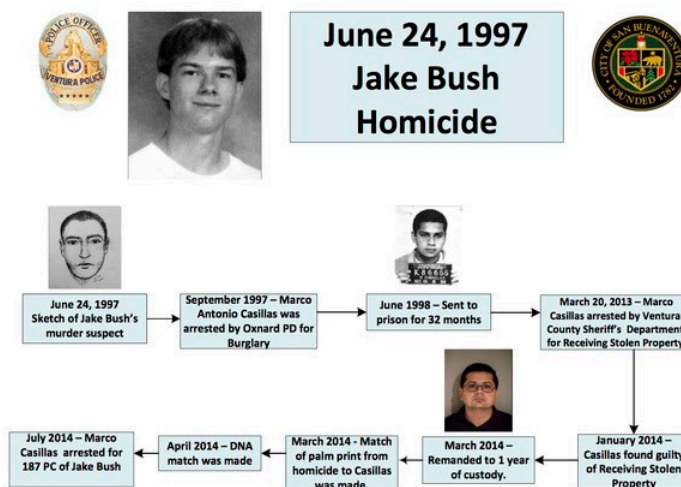 POLICE OFFICER
VENTURA POLICE
June 24, 1997
Jake Bush
Homicide
CITY OF SAN BUENAVENTURA
FOUNDED 1782
June 24, 1997
Sketch of Jake Bush's
murder suspect
September 1997 – Marco
Antonio Casillas was
arrested by Oxnard PD for
Burglary
June 1998 – Sent to
prison for 32 months
March 20, 2013 – Marco
Casillas arrested by Ventura
County Sheriff's Department
for Receiving Stolen Property
July 2014 – Marco
Casillas arrested for
187 PC of Jake Bush
April 2014 – DNA
match was made
March 2014 - Match
of palm print from
homicide to Casillas
was made.
March 2014 –
Remanded to 1 year
of custody.
January 2014 –
Casillas found guilty
of Receiving Stolen
Property